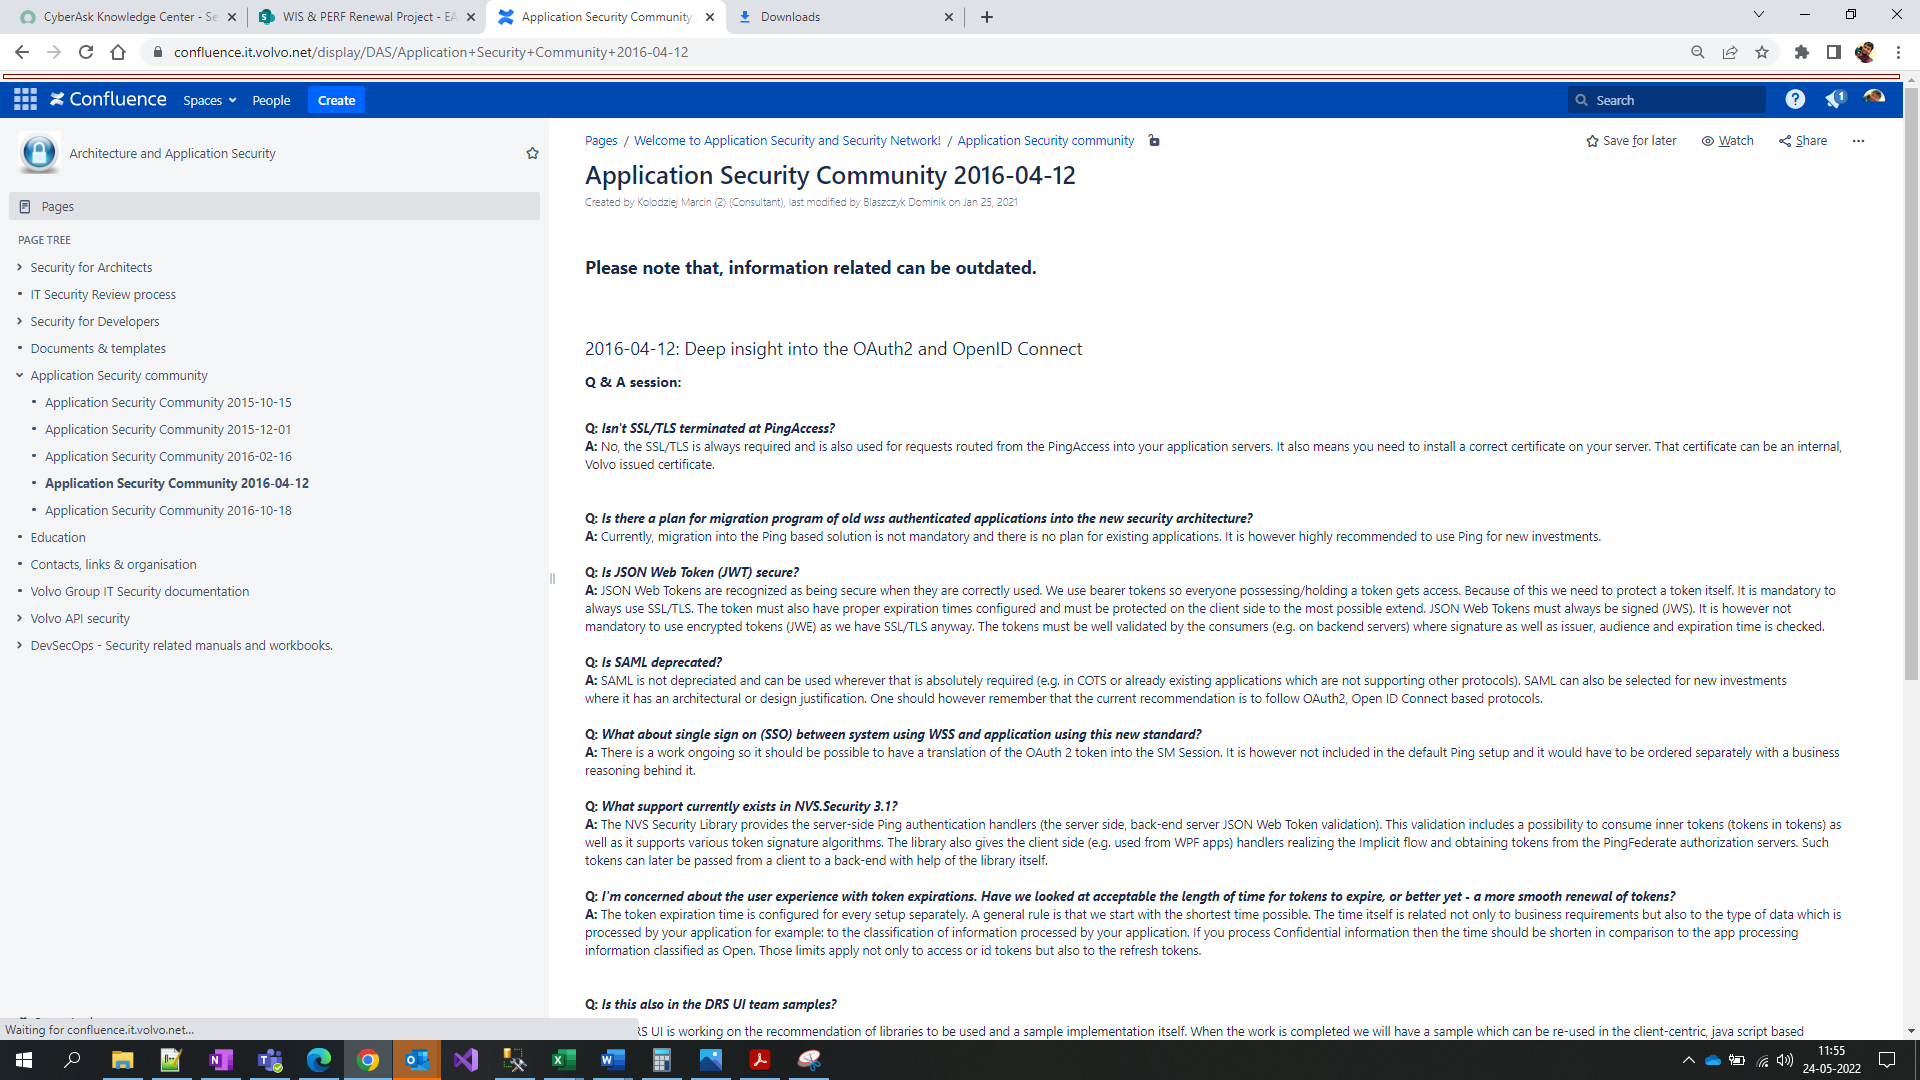 CyberAsk Knowledge Center - Se
WIS & PERF Renewal Project - EA
Application Security Community
Downloads
confluence.it.volvo.net/display/DAS/Application+Security+Community+2016-04-12
Confluence
Spaces
People
Create
Search
1
Architecture and Application Security
Pages
PAGE TREE
Security for Architects
IT Security Review process
Security for Developers
Documents & templates
Application Security community
Application Security Community 2015-10-15
Application Security Community 2015-12-01
Application Security Community 2016-02-16
Application Security Community 2016-04-12
Application Security Community 2016-10-18
Education
Contacts, links & organisation
Volvo Group IT Security documentation
Volvo API security
DevSecOps - Security related manuals and workbooks.
Pages / Welcome to Application Security and Security Network! / Application Security community
Save for later
Watch
Share
Application Security Community 2016-04-12
Created by Kolodziej Marcin (2) (Consultant), last modified by Blaszczyk Dominik on Jan 25, 2021
Please note that, information related can be outdated.
2016-04-12: Deep insight into the OAuth2 and OpenID Connect
Q & A session:
Q: Isn't SSL/TLS terminated at PingAccess?
A: No, the SSL/TLS is always required and is also used for requests routed from the PingAccess into your application servers. It also means you need to install a correct certificate on your server. That certificate can be an internal,
Volvo issued certificate.
Q: Is there a plan for migration program of old wss authenticated applications into the new security architecture?
A: Currently, migration into the Ping based solution is not mandatory and there is no plan for existing applications. It is however highly recommended to use Ping for new investments.
Q: Is JSON Web Token (JWT) secure?
A: JSON Web Tokens are recognized as being secure when they are correctly used. We use bearer tokens so everyone possessing/holding a token gets access. Because of this we need to protect a token itself. It is mandatory to
always use SSL/TLS. The token must also have proper expiration times configured and must be protected on the client side to the most possible extend. JSON Web Tokens must always be signed (JWS). It is however not
mandatory to use encrypted tokens (JWE) as we have SSL/TLS anyway. The tokens must be well validated by the consumers (e.g. on backend servers) where signature as well as issuer, audience and expiration time is checked.
Q: Is SAML deprecated?
A: SAML is not depreciated and can be used wherever that is absolutely required (e.g. in COTS or already existing applications which are not supporting other protocols). SAML can also be selected for new investments
where it has an architectural or design justification. One should however remember that the current recommendation is to follow OAuth2, Open ID Connect based protocols.
Q: What about single sign on (SSO) between system using WSS and application using this new standard?
A: There is a work ongoing so it should be possible to have a translation of the OAuth 2 token into the SM Session. It is however not included in the default Ping setup and it would have to be ordered separately with a business
reasoning behind it.
Q: What support currently exists in NVS.Security 3.1?
A: The NVS Security Library provides the server-side Ping authentication handlers (the server side, back-end server JSON Web Token validation). This validation includes a possibility to consume inner tokens (tokens in tokens) as
well as it supports various token signature algorithms. The library also gives the client side (e.g. used from WPF apps) handlers realizing the Implicit flow and obtaining tokens from the PingFederate authorization servers. Such
tokens can later be passed from a client to a back-end with help of the library itself.
Q: I'm concerned about the user experience with token expirations. Have we looked at acceptable the length of time for tokens to expire, or better yet - a more smooth renewal of tokens?
A: The token expiration time is configured for every setup separately. A general rule is that we start with the shortest time possible. The time itself is related not only to business requirements but also to the type of data which is
processed by your application for example: to the classification of information processed by your application. If you process Confidential information then the time should be shorten in comparison to the app processing
information classified as Open. Those limits apply not only to access or id tokens but also to the refresh tokens.
Q: Is this also in the DRS UI team samples?
RS UI is working on the recommendation of libraries to be used and a sample implementation itself. When the work is completed we will have a sample which can be re-used in the client-centric, java script based
Waiting for confluence.it.volvo.net...
11:55
24-05-2022